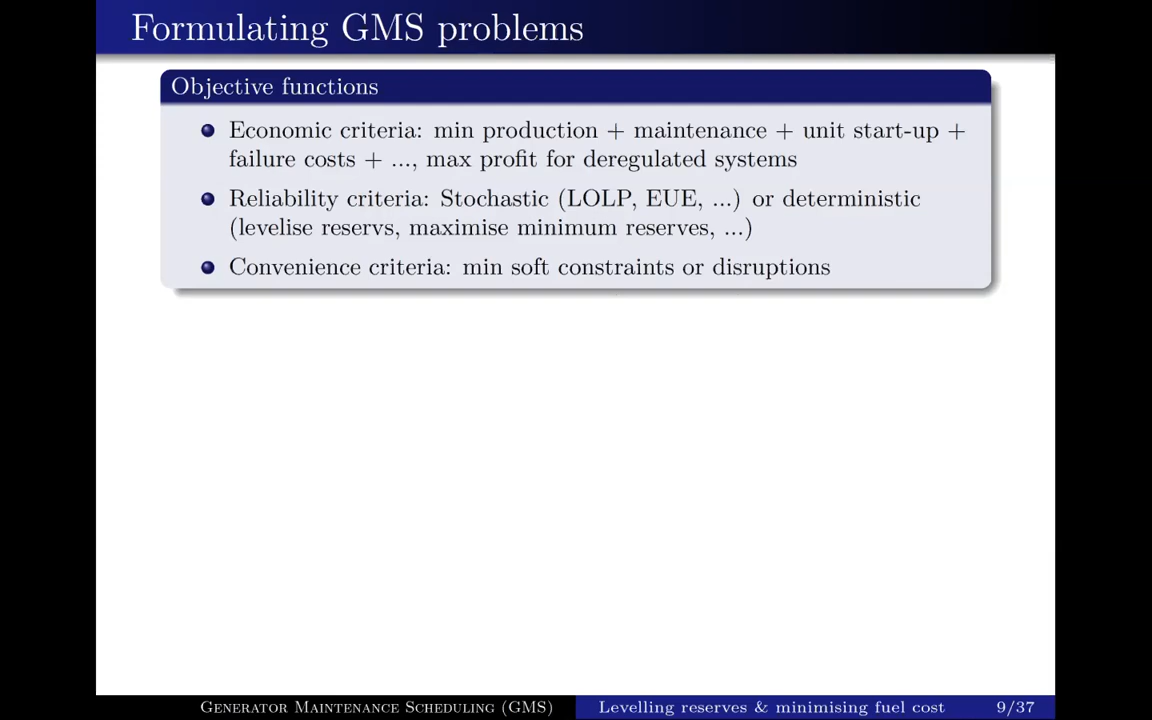 Formulating GMS problems
Objective functions
Economic criteria: min production + maintenance + unit start-up +
failure costs + ..., max profit for deregulated systems
Reliability criteria: Stochastic (LOLP, EUE, ...) or deterministic
(levelise reservs, maximise minimum reserves, ...)
Convenience criteria: min soft constraints or disruptions
Generator Maintenance Scheduling (GMS) Levelling reserves & minimising fuel cost 9/37